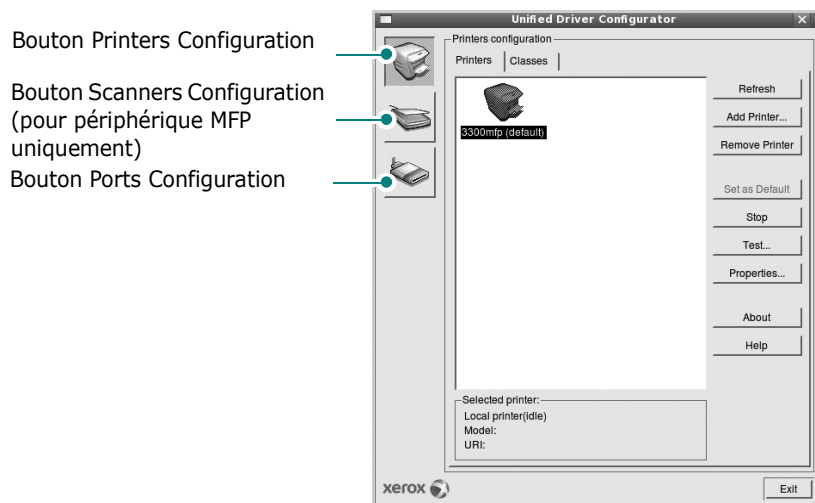 Unified Driver Configurator
Bouton Printers Configuration
Bouton Scanners Configuration
(pour périphérique MFP
uniquement)
Bouton Ports Configuration
Printers configuration
Printers
Classes
3300mfp (default)
Refresh
Add Printer...
Remove Printer
Set as Default
Stop
Test...
Properties...
About
Help
Selected printer:
Local printer(idle)
Model:
URI:
xerox
Exit